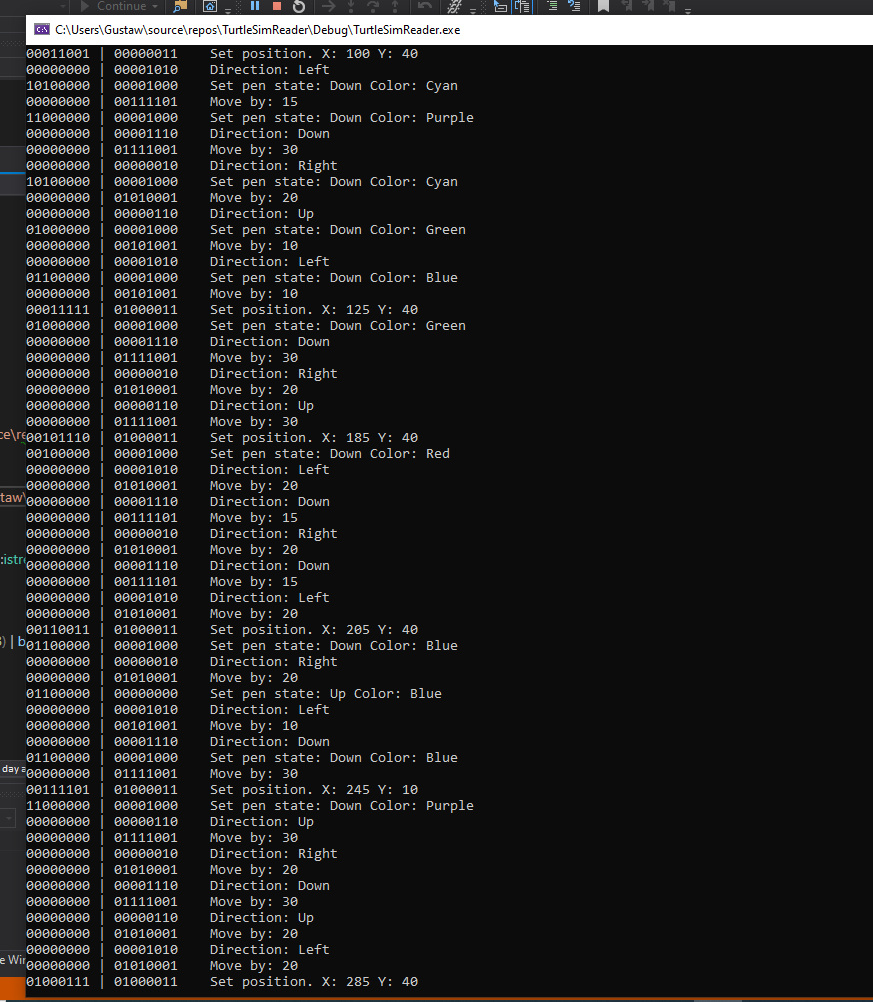 Continue
C:\Users\Gustaw\source\repos\TurtleSimReader\Debug\TurtleSimReader.exe
00011001 | 00000011 Set position. X: 100 Y: 40
00000000 | 00001010 Direction: Left
10100000 | 00001000 Set pen state: Down Color: Cyan
00000000 | 00111101 Move by: 15
11000000 | 00001000 Set pen state: Down Color: Purple
00000000 | 00001110 Direction: Down
00000000 | 01111001 Move by: 30
00000000 | 00000010 Direction: Right
10100000 | 00001000 Set pen state: Down Color: Cyan
00000000 | 01010001 Move by: 20
00000000 | 00000110 Direction: Up
01000000 | 00001000 Set pen state: Down Color: Green
00000000 | 00101001 Move by: 10
00000000 | 00001010 Direction: Left
01100000 | 00001000 Set pen state: Down Color: Blue
00000000 | 00101001 Move by: 10
00011111 | 01000011 Set position. X: 125 Y: 40
01000000 | 00001000 Set pen state: Down Color: Green
00000000 | 00001110 Direction: Down
00000000 | 01111001 Move by: 30
00000000 | 00000010 Direction: Right
00000000 | 01010001 Move by: 20
00000000 | 00000110 Direction: Up
00000000 | 01111001 Move by: 30
ce\re
00101110 | 01000011 Set position. X: 185 Y: 40
00100000 | 00001000 Set pen state: Down Color: Red
00000000 | 00001010 Direction: Left
00000000 | 01010001 Move by: 20
taw\
00000000 | 00001110 Direction: Down
00000000 | 00111101 Move by: 15
00000000 | 00000010 Direction: Right
00000000 | 01010001 Move by: 20
:istre
00000000 | 00001110 Direction: Down
00000000 | 00111101 Move by: 15
00000000 | 00001010 Direction: Left
00000000 | 01010001 Move by: 20
00110011 | 01000011 Set position. X: 205 Y: 40
) | b
01100000 | 00001000 Set pen state: Down Color: Blue
00000000 | 00000010 Direction: Right
00000000 | 01010001 Move by: 20
01100000 | 00000000 Set pen state: Up Color: Blue
00000000 | 00001010 Direction: Left
00000000 | 00101001 Move by: 10
00000000 | 00001110 Direction: Down
01100000 | 00001000 Set pen state: Down Color: Blue
day a
00000000 | 01111001 Move by: 30
00111101 | 01000011 Set position. X: 245 Y: 10
11000000 | 00001000 Set pen state: Down Color: Purple
00000000 | 00000110 Direction: Up
00000000 | 01111001 Move by: 30
00000000 | 00000010 Direction: Right
00000000 | 01010001 Move by: 20
00000000 | 00001110 Direction: Down
00000000 | 01111001 Move by: 30
00000000 | 00000110 Direction: Up
00000000 | 01010001 Move by: 20
00000000 | 00001010 Direction: Left
e Win
00000000 | 01010001 Move by: 20
01000111 | 01000011 Set position. X: 285 Y: 40